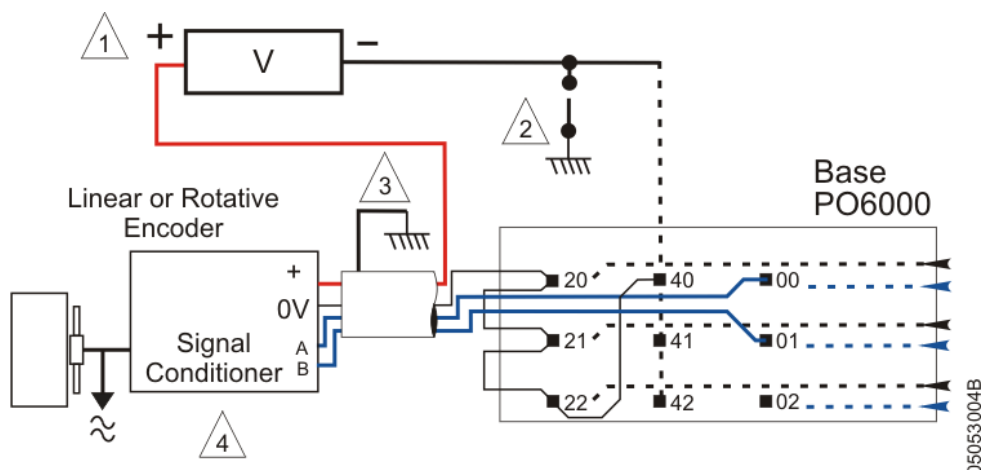 1
+
V
−
2
3
Linear or Rotative
Encoder
Base
PO6000
+
0V
A
B
Signal
Conditioner
20
40
00
21
41
01
22
42
02
4
05053004B